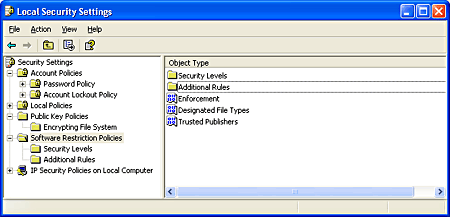 Local Security Settings
File Action View Help
Security Settings
Account Policies
Password Policy
Account Lockout Policy
Local Policies
Public Key Policies
Encrypting File System
Software Restriction Policies
Security Levels
Additional Rules
IP Security Policies on Local Computer
Object Type
Security Levels
Additional Rules
Enforcement
Designated File Types
Trusted Publishers